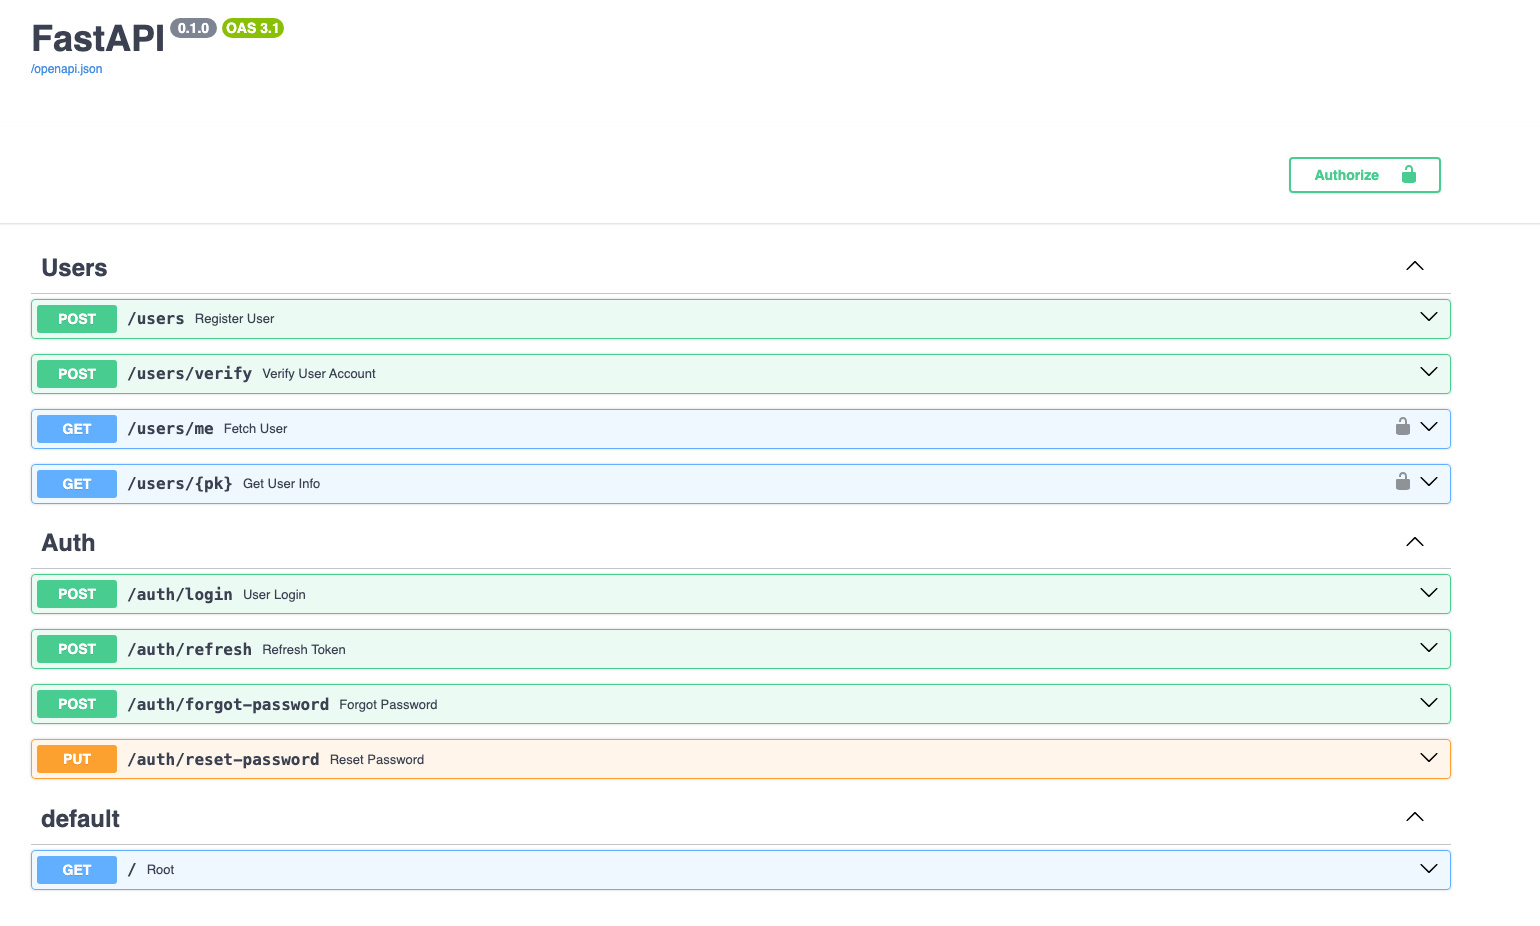 FastAPI 0.1.0 OAS 3.1
/openapi.json
Authorize
Users
POST /users Register User
POST /users/verify Verify User Account
GET /users/me Fetch User
GET /users/{pk} Get User Info
Auth
POST /auth/login User Login
POST /auth/refresh Refresh Token
POST /auth/forgot-password Forgot Password
PUT /auth/reset-password Reset Password
default
GET / Root